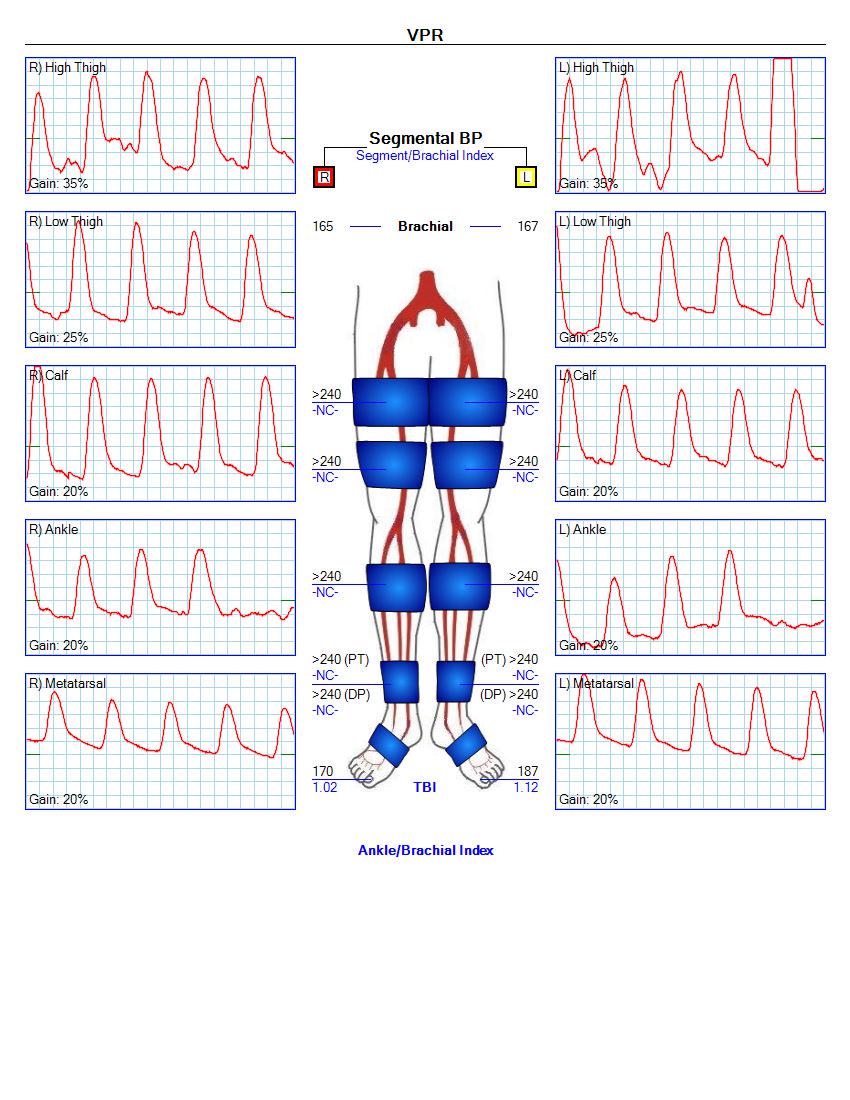 VPR
R) High Thigh
Gain: 35%
L) High Thigh
Gain: 35%
Segmental BP
Segment/Brachial Index
R
L
165
Brachial
167
R) Low Thigh
Gain: 25%
L) Low Thigh
Gain: 25%
R) Calf
Gain: 20%
>240
-NC-
>240
-NC-
L) Calf
Gain: 20%
>240
-NC-
>240
-NC-
R) Ankle
Gain: 20%
>240
-NC-
>240
-NC-
L) Ankle
Gain: 20%
>240 (PT)
-NC-
>240 (DP)
-NC-
(PT) >240
-NC-
(DP) >240
-NC-
R) Metatarsal
Gain: 20%
L) Metatarsal
Gain: 20%
170
1.02
TBI
187
1.12
Ankle/Brachial Index